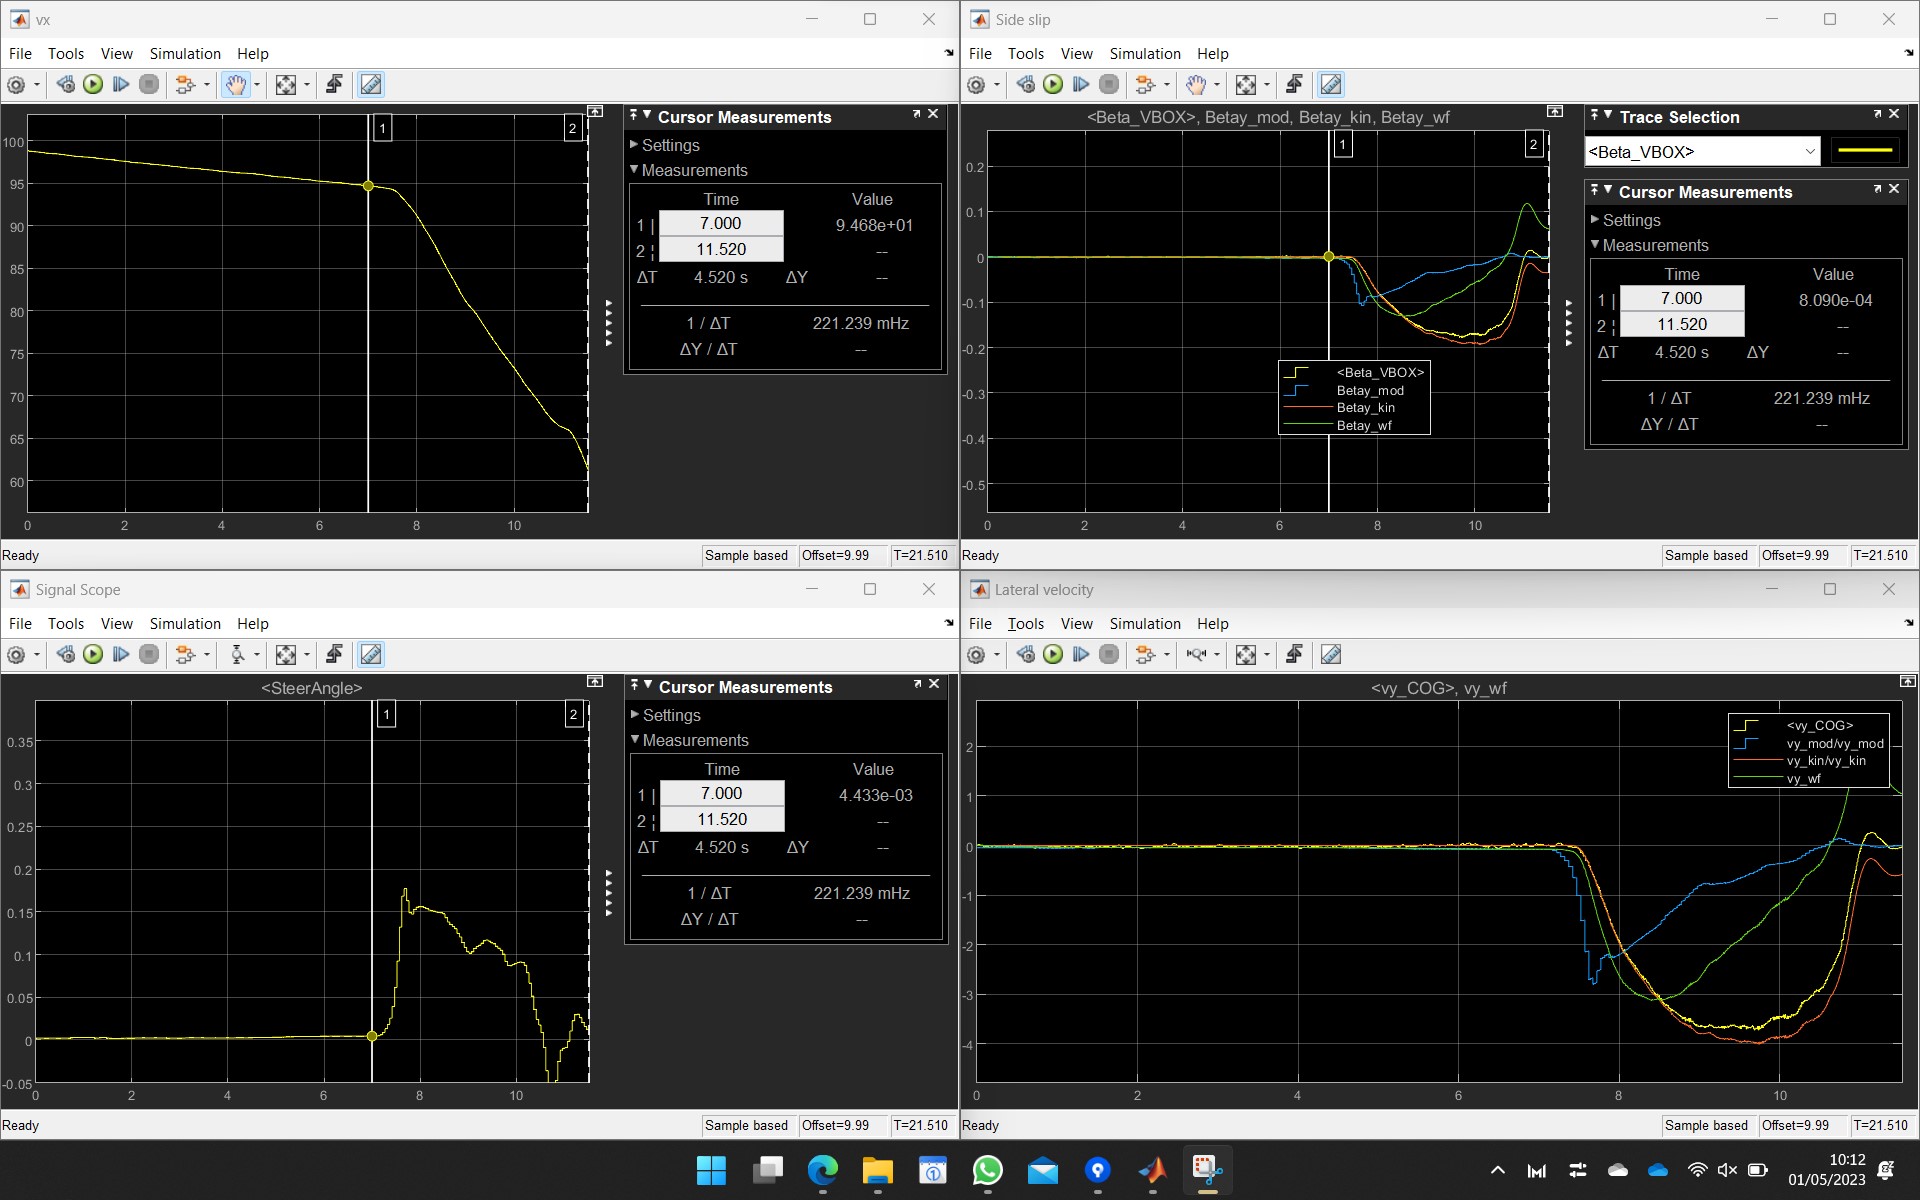 vx
File Tools View Simulation Help
1 2
100
95
90
85
80
75
70
65
60
0 2 4 6 8 10
Cursor Measurements
Settings
Measurements
Time Value
1 | 7.000 9.468e+01
2 ¦ 11.520 --
ΔT 4.520 s ΔY --
1 / ΔT 221.239 mHz
ΔY / ΔT --
Ready Sample based Offset=9.99 T=21.510
Side slip
File Tools View Simulation Help
<Beta_VBOX>, Betay_mod, Betay_kin, Betay_wf
1 2
0.2
0.1
0
-0.1
-0.2
-0.3
-0.4
-0.5
0 2 4 6 8 10
<Beta_VBOX>
Betay_mod
Betay_kin
Betay_wf
Trace Selection
<Beta_VBOX>
Cursor Measurements
Settings
Measurements
Time Value
1 | 7.000 8.090e-04
2 ¦ 11.520 --
ΔT 4.520 s ΔY --
1 / ΔT 221.239 mHz
ΔY / ΔT --
Ready Sample based Offset=9.99 T=21.510
Signal Scope
File Tools View Simulation Help
<SteerAngle>
1 2
0.35
0.3
0.25
0.2
0.15
0.1
0.05
0
-0.05
0 2 4 6 8 10
Cursor Measurements
Settings
Measurements
Time Value
1 | 7.000 4.433e-03
2 ¦ 11.520 --
ΔT 4.520 s ΔY --
1 / ΔT 221.239 mHz
ΔY / ΔT --
Ready Sample based Offset=9.99 T=21.510
Lateral velocity
File Tools View Simulation Help
<vy_COG>, vy_wf
2
1
0
-1
-2
-3
-4
0 2 4 6 8 10
<vy_COG>
vy_mod/vy_mod
vy_kin/vy_kin
vy_wf
Ready Sample based Offset=9.99 T=21.510
10:12
01/05/2023